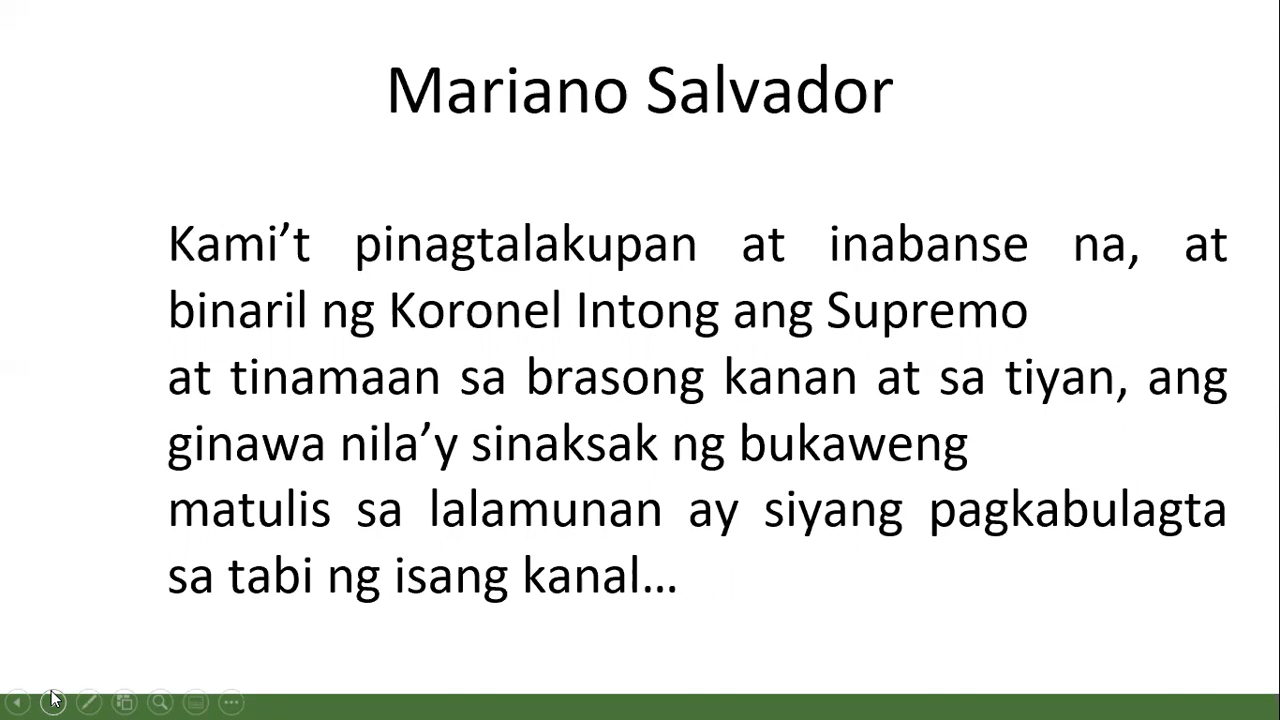 Mariano Salvador
Kami’t pinagtalakupan at inabanse na, at
binaril ng Koronel Intong ang Supremo
at tinamaan sa brasong kanan at sa tiyan, ang
ginawa nila’y sinaksak ng bukaweng
matulis sa lalamunan ay siyang pagkabulagta
sa tabi ng isang kanal…